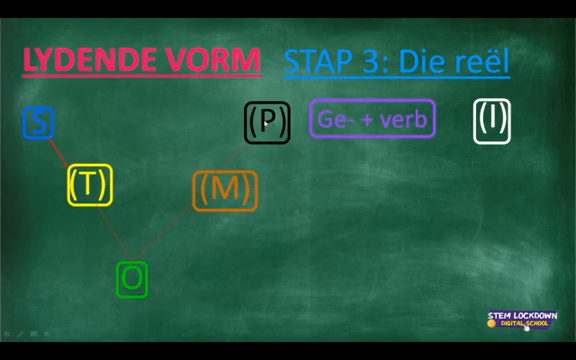 LYDENDE VORM STAP 3: Die reël
S (P) Ge- + verb (I)
(T) (M)
O
STEM LOCKDOWN
DIGITAL SCHOOL